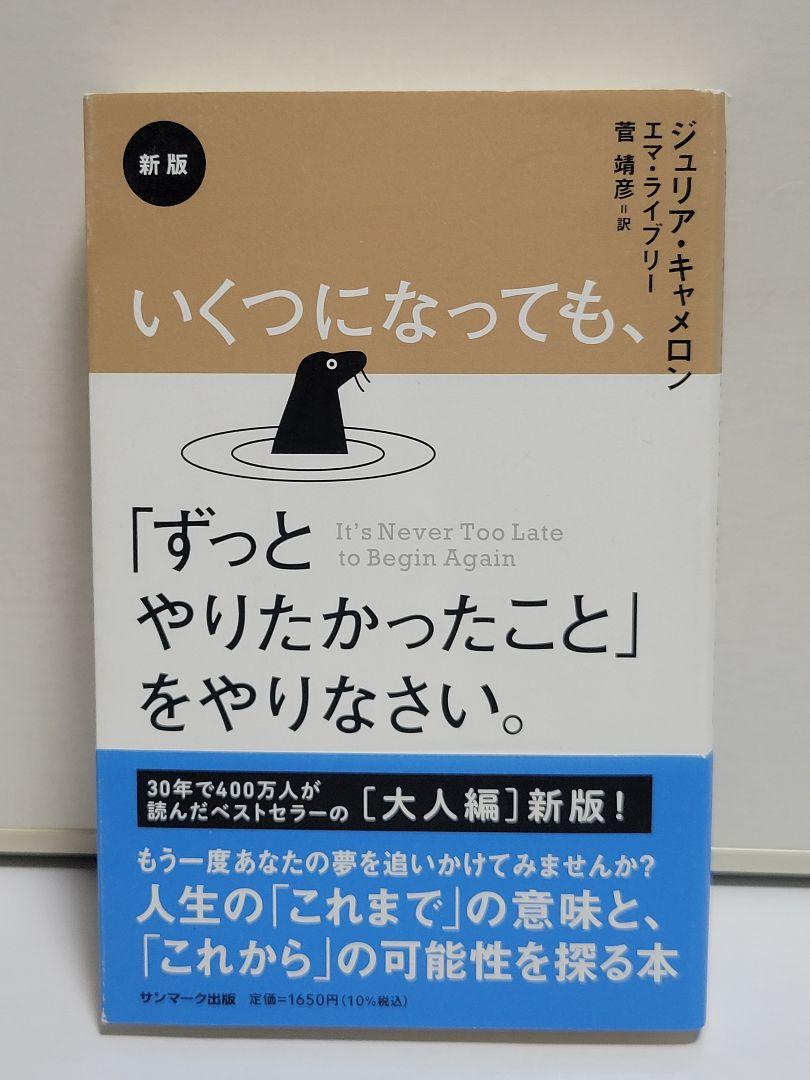 新版
ジュリア・キャメロン
エマ・ライブリー
菅 靖彦=訳
いくつになっても、
「ずっと
やりたかったこと」
をやりなさい。
It's Never Too Late
to Begin Again
30年で400万人が
読んだベストセラーの
[大人編]新版!
もう一度あなたの夢を追いかけてみませんか?
人生の「これまで」の意味と、
「これから」の可能性を探る本
サンマーク出版 定価=1650円(10%税込)